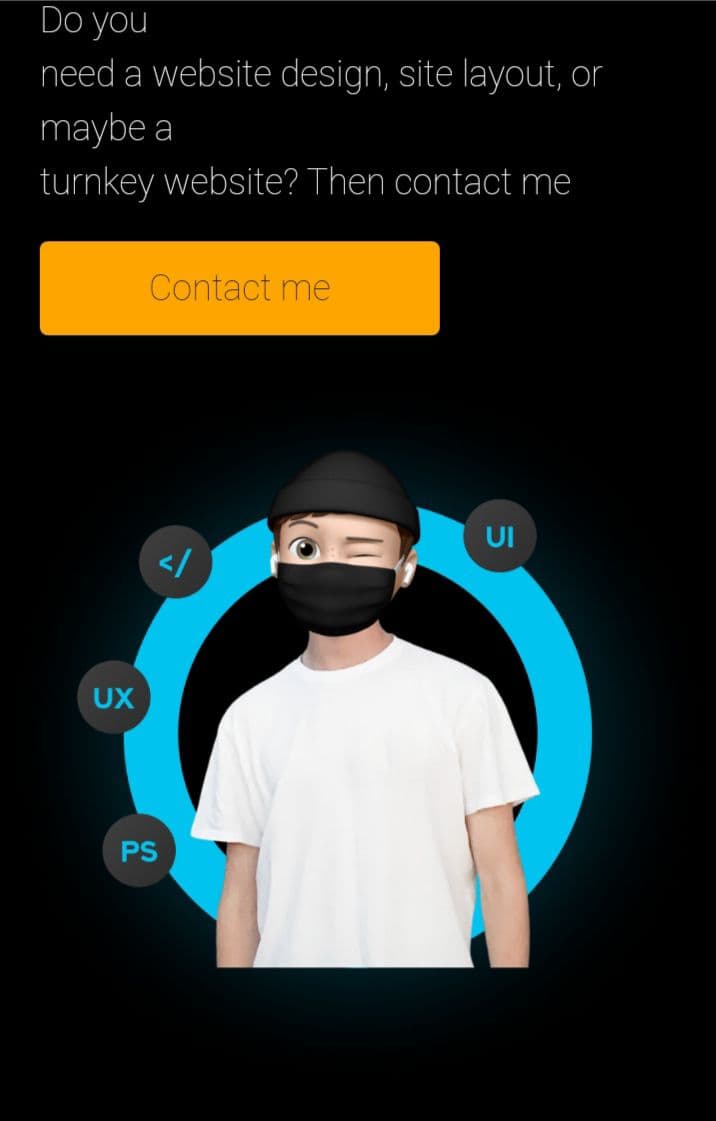 Do you
need a website design, site layout, or
maybe a
turnkey website? Then contact me
Contact me
UI
</
UX
PS